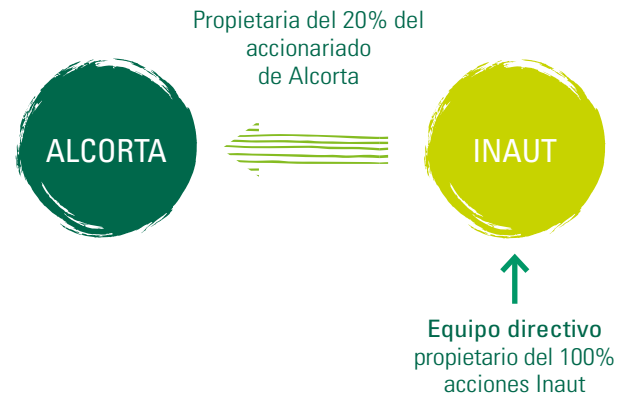 Propietaria del 20% del
accionariado
de Alcorta
ALCORTA
INAUT
Equipo directivo
propietario del 100%
acciones Inaut